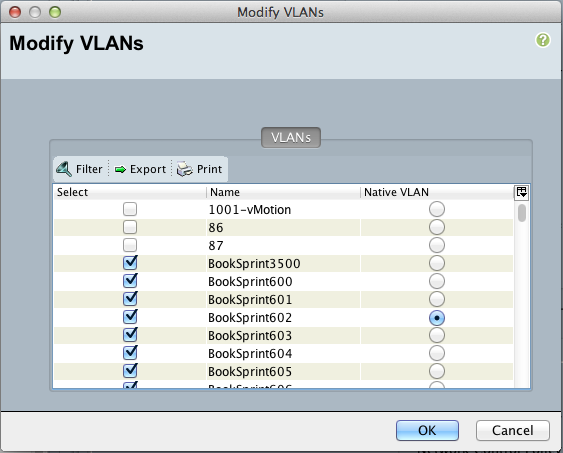 Modify VLANs
Modify VLANs
VLANs
Filter Export Print
Select Name Native VLAN
1001-vMotion
86
87
BookSprint3500
BookSprint600
BookSprint601
BookSprint602
BookSprint603
BookSprint604
BookSprint605
BookSprint606
OK Cancel